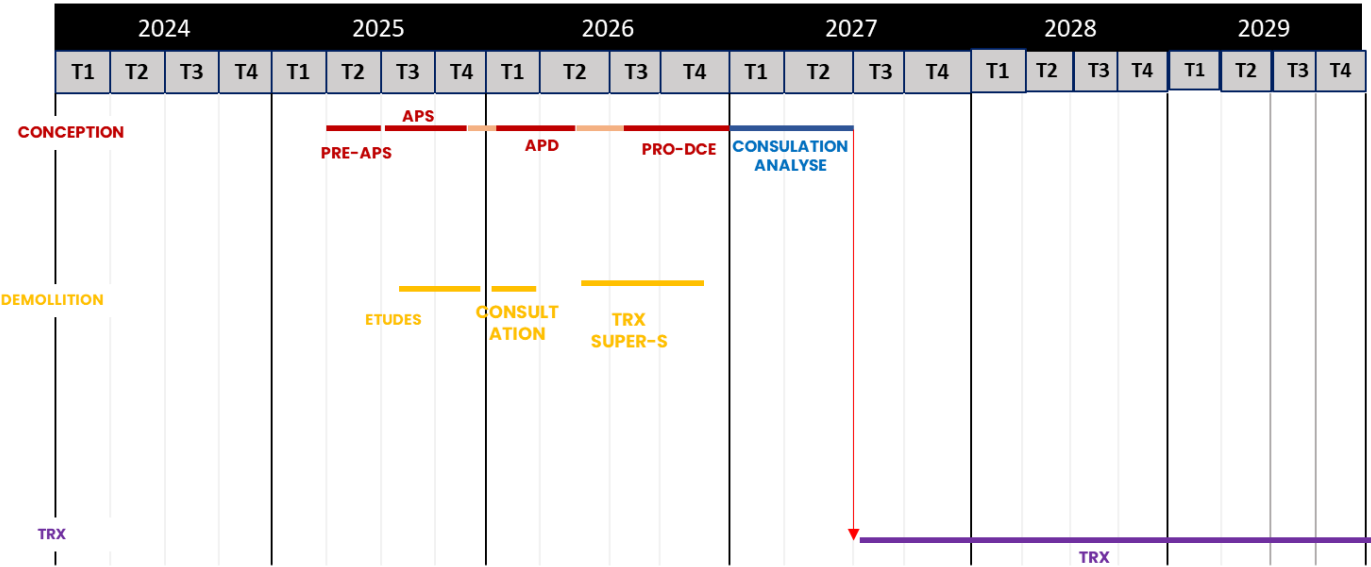 2024 2025 2026 2027 2028 2029
T1 T2 T3 T4 T1 T2 T3 T4 T1 T2 T3 T4 T1 T2 T3 T4 T1 T2 T3 T4 T1 T2 T3 T4
APS
CONCEPTION
PRE-APS
APD
PRO-DCE
CONSULATION
ANALYSE
DEMOLLITION
ETUDES
CONSULT
ATION
TRX
SUPER-S
TRX
TRX